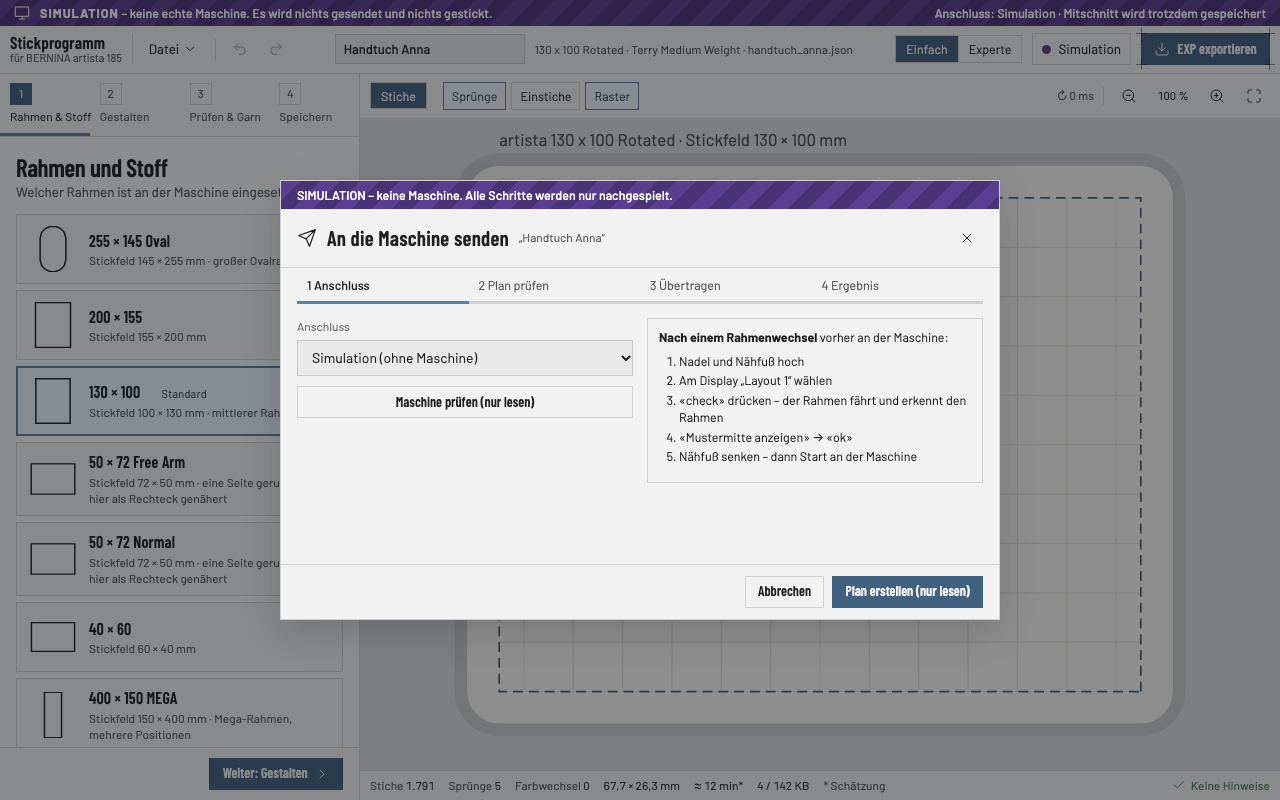 SIMULATION – keine echte Maschine. Es wird nichts gesendet und nichts gestickt.
Anschluss: Simulation · Mitschnitt wird trotzdem gespeichert
Stickprogramm
für BERNINA artista 185
Datei
Handtuch Anna
130 x 100 Rotated · Terry Medium Weight · handtuch_anna.json
Einfach
Experte
Simulation
EXP exportieren
1
2
3
4
Rahmen & Stoff
Gestalten
Prüfen & Garn
Speichern
Stiche
Sprünge
Einstiche
Raster
0 ms
100 %
Rahmen und Stoff
Welcher Rahmen ist an der Maschine
artista 130 x 100 Rotated · Stickfeld 130 × 100 mm
255 × 145 Oval
Stickfeld 145 × 255 mm · großer
200 × 155
Stickfeld 155 × 200 mm
130 × 100
Standard
Stickfeld 100 × 130 mm · mittlerer
50 × 72 Free Arm
Stickfeld 72 × 50 mm · eine Seite
hier als Rechteck genähert
50 × 72 Normal
Stickfeld 72 × 50 mm · eine Seite
hier als Rechteck genähert
40 × 60
Stickfeld 60 × 40 mm
400 × 150 MEGA
Stickfeld 150 × 400 mm · Mega-Rahmen,
mehrere Positionen
Weiter: Gestalten
SIMULATION – keine Maschine. Alle Schritte werden nur nachgespielt.
An die Maschine senden
„Handtuch Anna“
1 Anschluss
2 Plan prüfen
3 Übertragen
4 Ergebnis
Anschluss
Simulation (ohne Maschine)
Maschine prüfen (nur lesen)
Nach einem Rahmenwechsel vorher an der Maschine:
1. Nadel und Nähfuß hoch
2. Am Display „Layout 1“ wählen
3. «check» drücken – der Rahmen fährt und erkennt den
Rahmen
4. «Mustermitte anzeigen» → «ok»
5. Nähfuß senken – dann Start an der Maschine
Abbrechen
Plan erstellen (nur lesen)
Stiche 1.791
Sprünge 5
Farbwechsel 0
67,7 × 26,3 mm
≈ 12 min*
4 / 142 KB
* Schätzung
Keine Hinweise